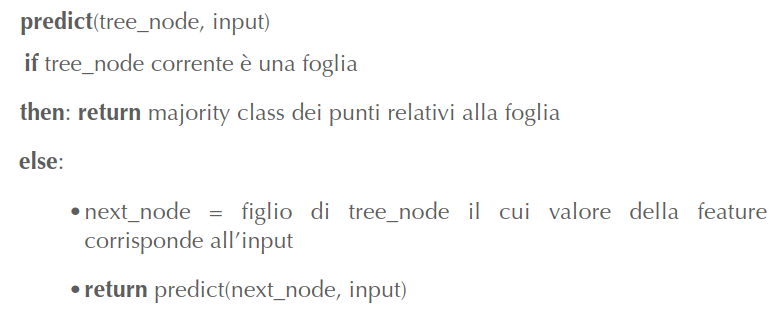 predict(tree_node, input)
if tree_node corrente è una foglia
then: return majority class dei punti relativi alla foglia
else:
• next_node = figlio di tree_node il cui valore della feature
corrisponde all’input
• return predict(next_node, input)